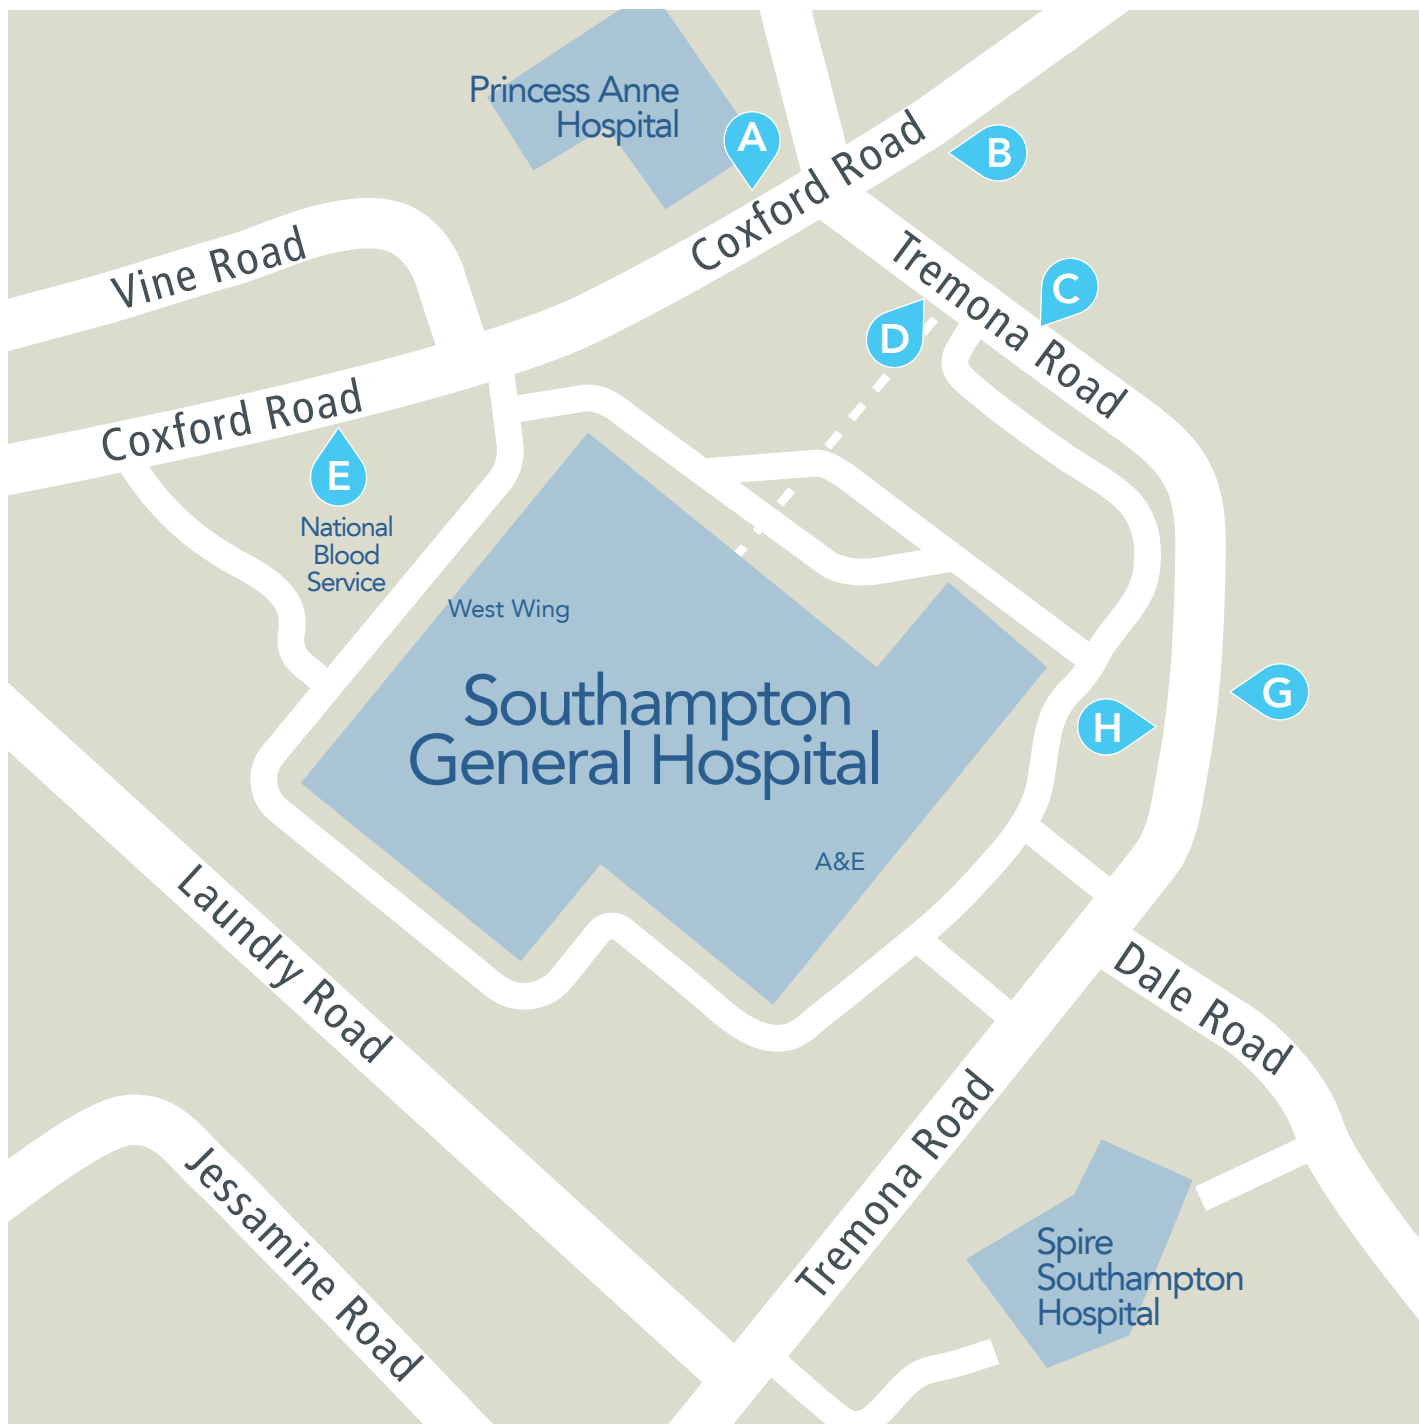 Princess Anne
Hospital
A
B
Coxford Road
Vine Road
Tremona Road
C
D
Coxford Road
E
National
Blood
Service
West Wing
Southampton
General Hospital
G
H
A&E
Laundry Road
Dale Road
Tremona Road
Jessamine Road
Spire
Southampton
Hospital